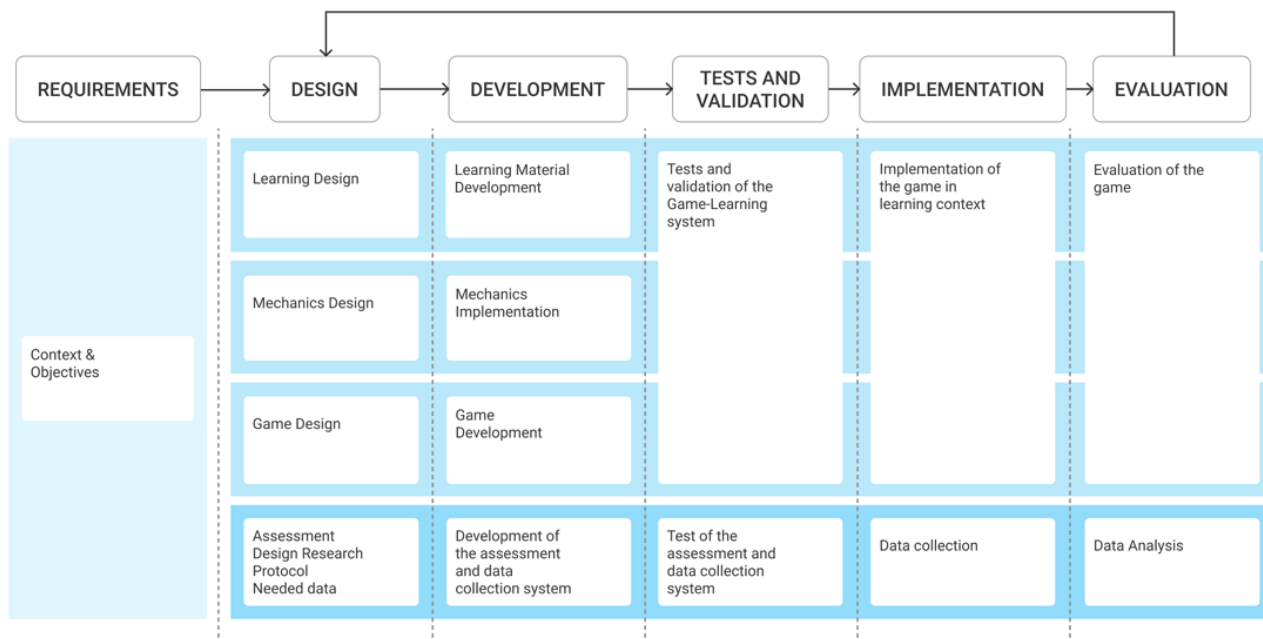 REQUIREMENTS
DESIGN
DEVELOPMENT
TESTS AND
VALIDATION
IMPLEMENTATION
EVALUATION
Context &
Objectives
Learning Design
Learning Material
Development
Tests and
validation of the
Game-Learning
system
Implementation of
the game in
learning context
Evaluation of the
game
Mechanics Design
Mechanics
Implementation
Game Design
Game
Development
Assessment
Design Research
Protocol
Needed data
Development of
the assessment
and data
collection system
Test of the
assessment and
data collection
system
Data collection
Data Analysis